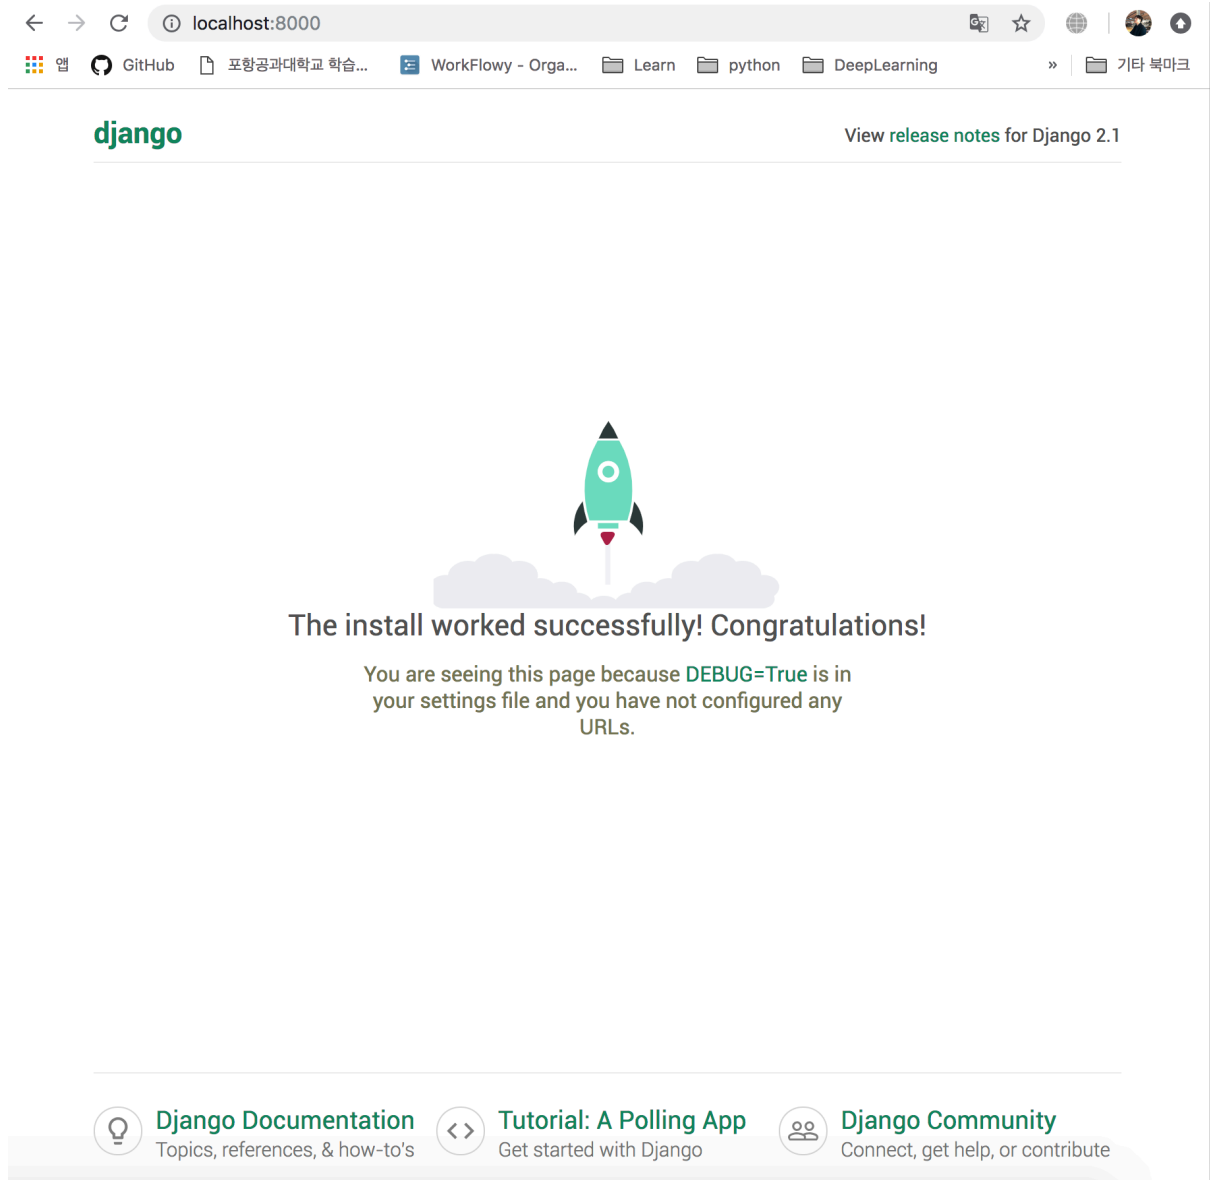 localhost:8000
앱 GitHub 포항공과대학교 학습... WorkFlowy - Orga... Learn python DeepLearning » 기타 북마크
django View release notes for Django 2.1
The install worked successfully! Congratulations!
You are seeing this page because DEBUG=True is in
your settings file and you have not configured any
URLs.
Django Documentation Tutorial: A Polling App Django Community
Topics, references, & how-to's Get started with Django Connect, get help, or contribute